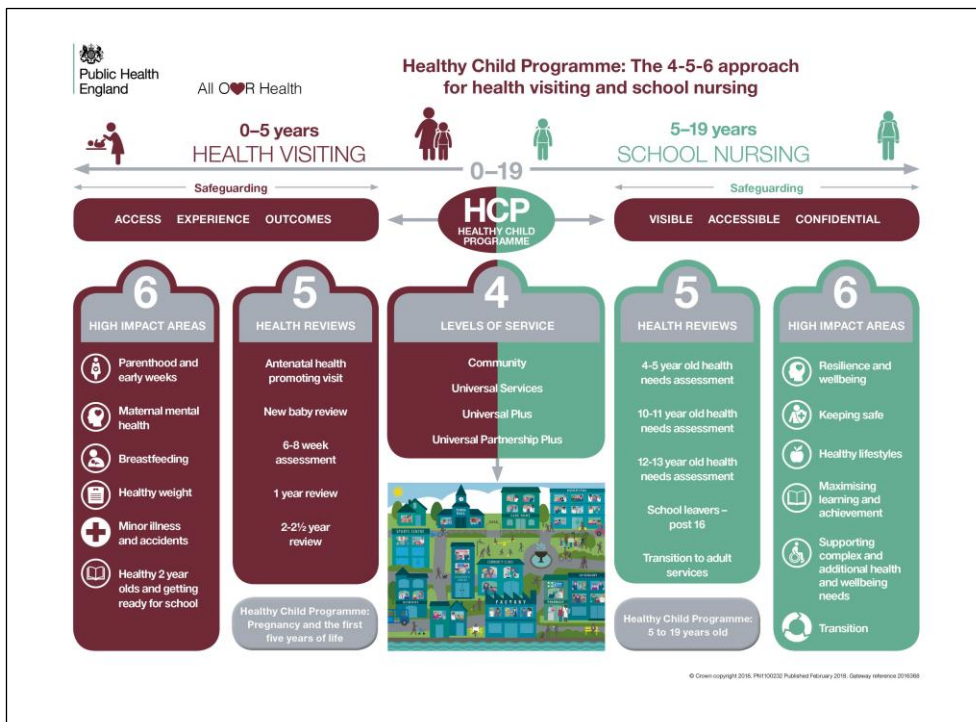 Public Health
England
All O♥R Health
Healthy Child Programme: The 4-5-6 approach
for health visiting and school nursing
0–5 years
HEALTH VISITING
5–19 years
SCHOOL NURSING
0–19
Safeguarding
Safeguarding
ACCESS EXPERIENCE OUTCOMES
HCP
HEALTHY CHILD
PROGRAMME
VISIBLE ACCESSIBLE CONFIDENTIAL
6
HIGH IMPACT AREAS
Parenthood and
early weeks
Maternal mental
health
Breastfeeding
Healthy weight
Minor illness
and accidents
Healthy 2 year
olds and getting
ready for school
5
HEALTH REVIEWS
Antenatal health
promoting visit
New baby review
6-8 week
assessment
1 year review
2-2½ year
review
Healthy Child Programme:
Pregnancy and the first
five years of life
4
LEVELS OF SERVICE
Community
Universal Services
Universal Plus
Universal Partnership Plus
FACTORY
5
HEALTH REVIEWS
4-5 year old health
needs assessment
10-11 year old health
needs assessment
12-13 year old health
needs assessment
School leavers –
post 16
Transition to adult
services
Healthy Child Programme:
5 to 19 years old
6
HIGH IMPACT AREAS
Resilience and
wellbeing
Keeping safe
Healthy lifestyles
Maximising
learning and
achievement
Supporting
complex and
additional health
and wellbeing
needs
Transition
© Crown copyright 2018, PN1100232 Published February 2018. Gateway reference 2016368